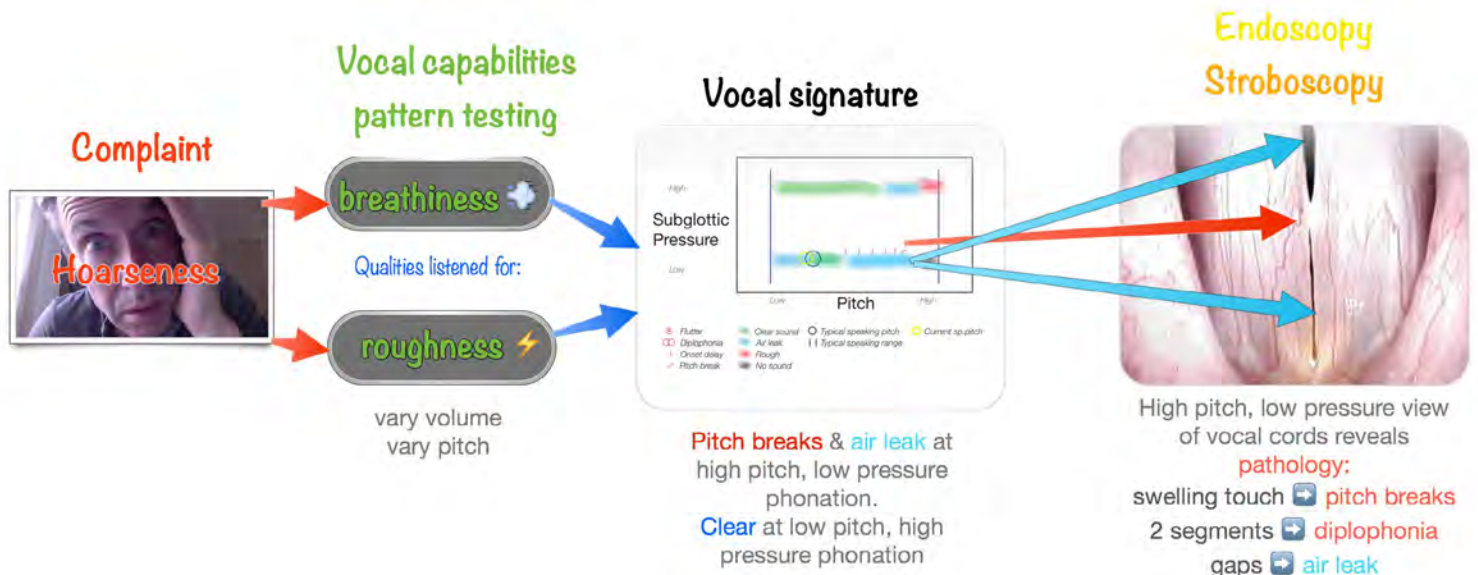 Complaint
Hoarseness
Vocal capabilities
pattern testing
breathiness
Qualities listened for:
roughness
vary volume
vary pitch
Vocal signature
High
Subglottic
Pressure
Low
Low
Pitch
High
Flutter
Diplophonia
Onset delay
Pitch break
Clear sound
Air leak
Rough
No sound
Typical speaking pitch
Typical speaking range
Current sp.pitch
Pitch breaks & air leak at
high pitch, low pressure
phonation.
Clear at low pitch, high
pressure phonation
Endoscopy
Stroboscopy
High pitch, low pressure view
of vocal cords reveals
pathology:
swelling touch ➡ pitch breaks
2 segments ➡ diplophonia
gaps ➡ air leak